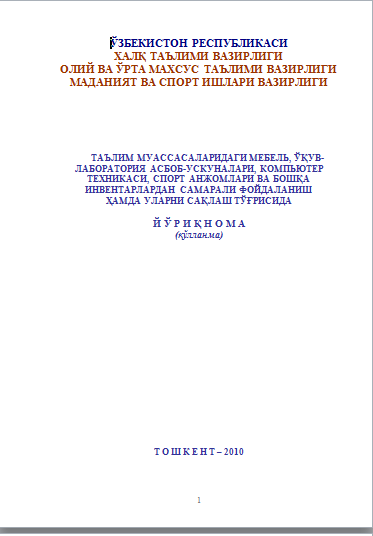 ЎЗБЕКИСТОН РЕСПУБЛИКАСИ
ХАЛҚ ТАЪЛИМИ ВАЗИРЛИГИ
ОЛИЙ ВА ЎРТА МАХСУС ТАЪЛИМИ ВАЗИРЛИГИ
МАДАНИЯТ ВА СПОРТ ИШЛАРИ ВАЗИРЛИГИ
ТАЪЛИМ МУАССАСАЛАРИДАГИ МЕБЕЛЬ, ЎҚУВ-
ЛАБОРАТОРИЯ АСБОБ-УСКУНАЛАРИ, КОМПЬЮТЕР
ТЕХНИКАСИ, СПОРТ АНЖОМЛАРИ ВА БОШҚА
ИНВЕНТАРЛАРДАН САМАРАЛИ ФОЙДАЛАНИШ
ҲАМДА УЛАРНИ САҚЛАШ ТЎҒРИСИДА
Й Ў Р И Қ Н О М А
(қўлланма)
Т О Ш К Е Н Т – 2010
1